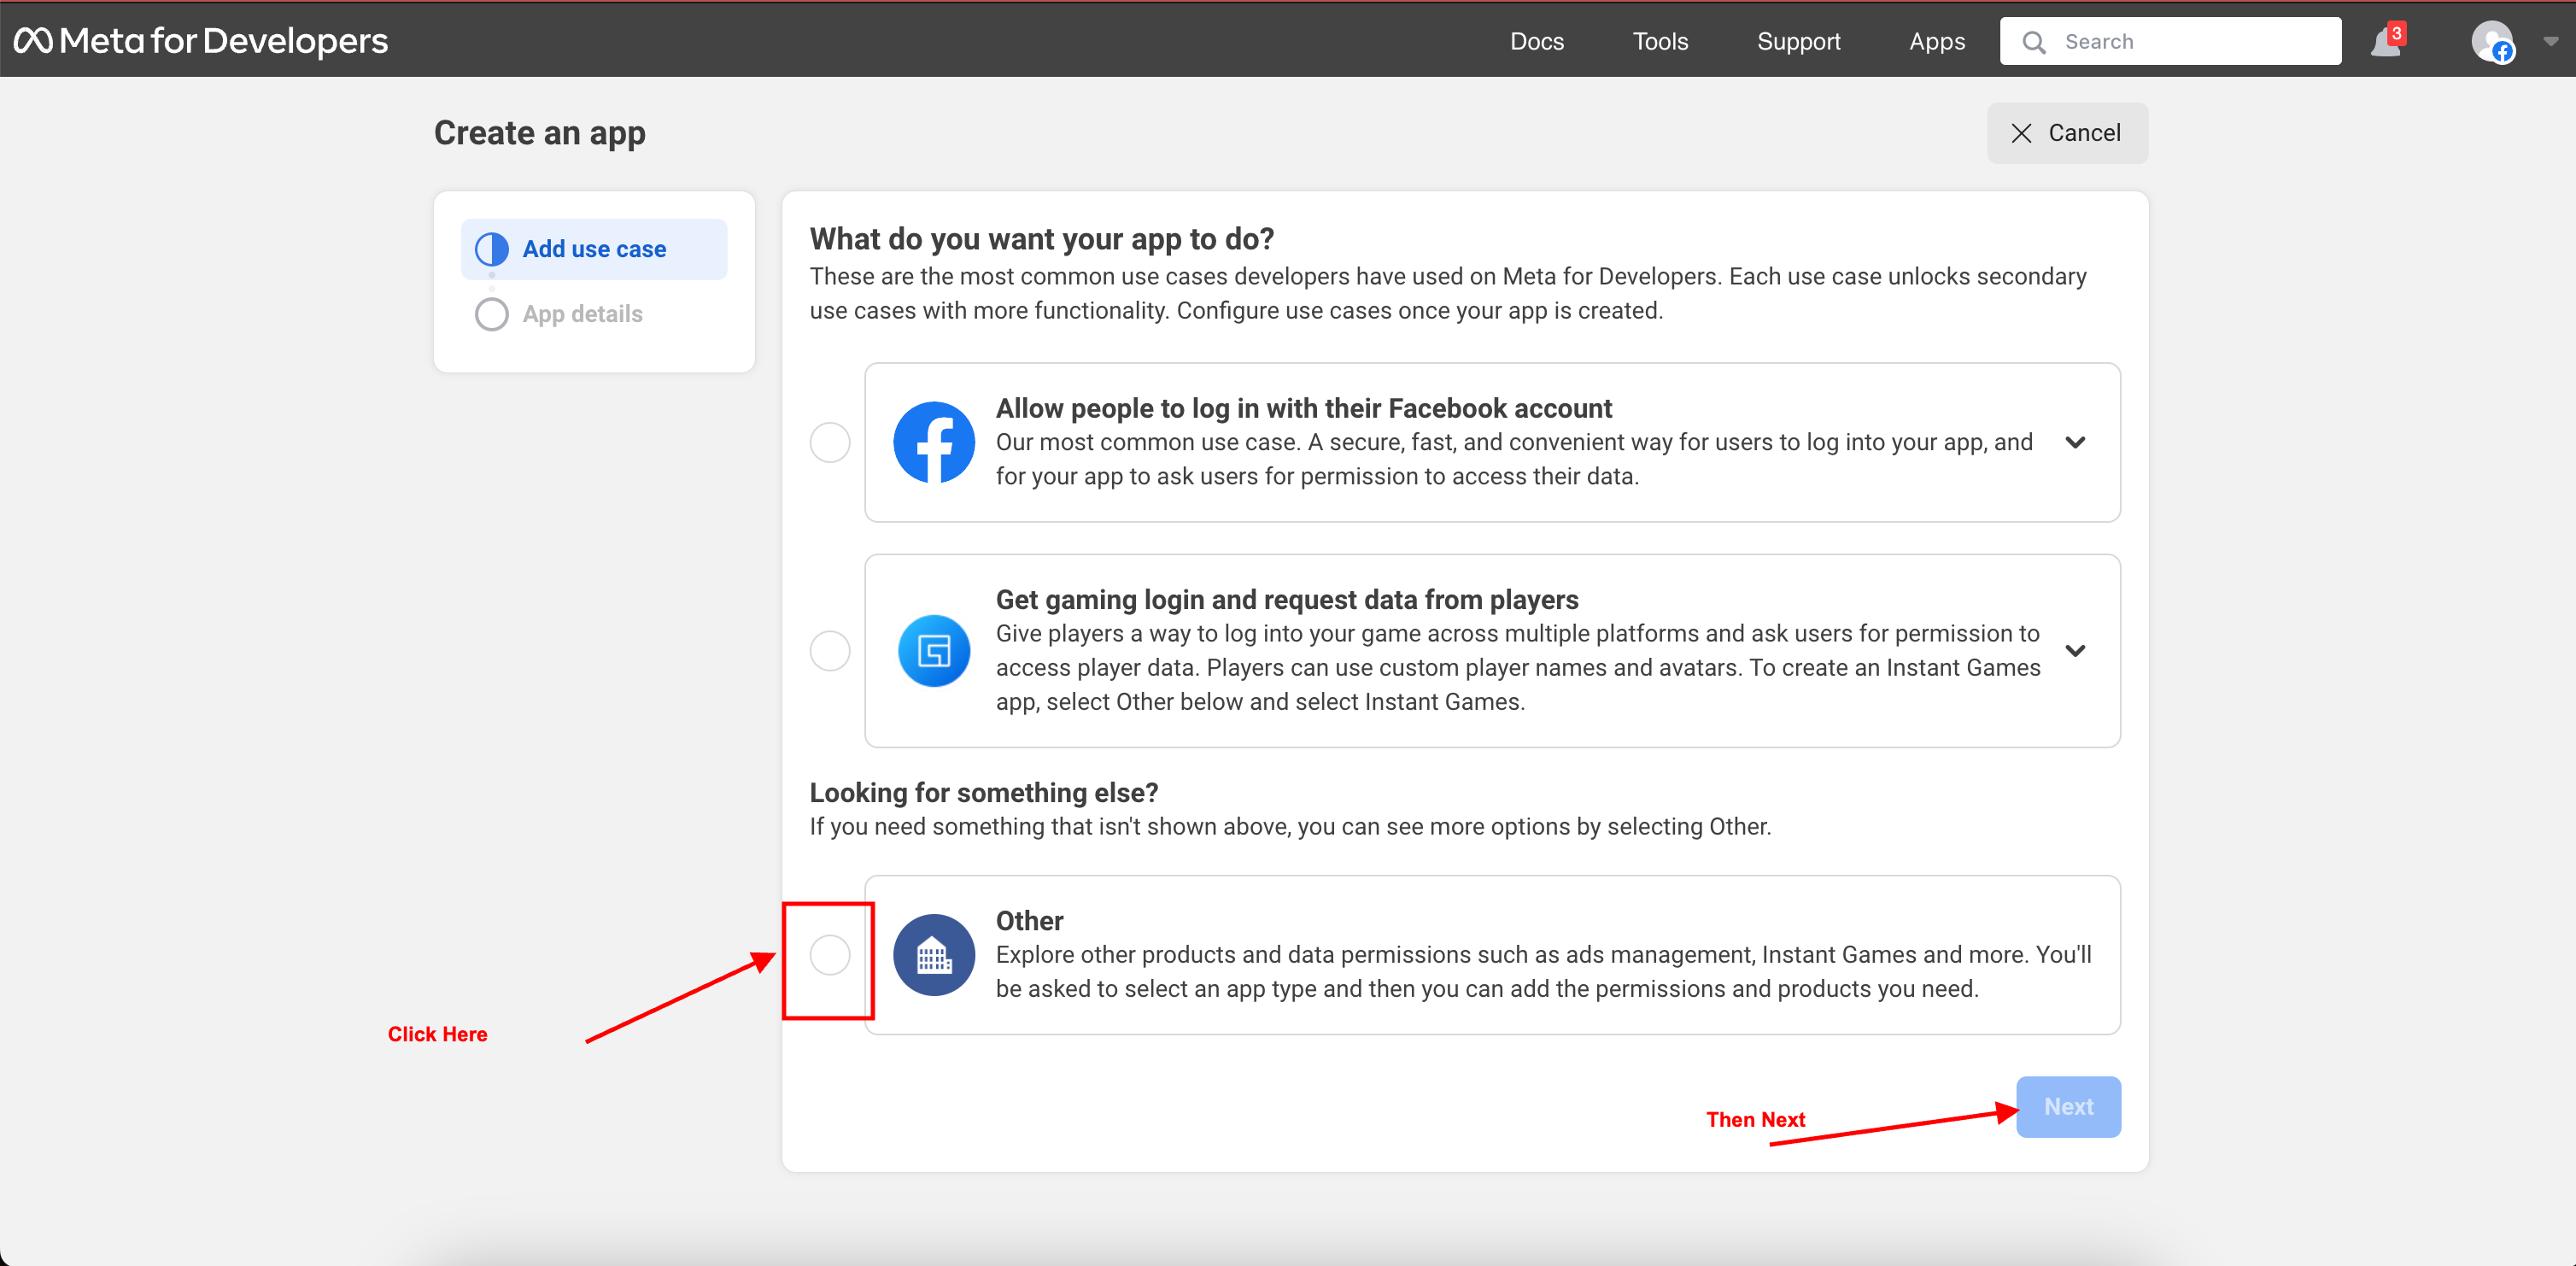 Meta for Developers
Docs Tools Support Apps Search 3
Create an app
Cancel
Add use case
App details
What do you want your app to do?
These are the most common use cases developers have used on Meta for Developers. Each use case unlocks secondary
use cases with more functionality. Configure use cases once your app is created.
Allow people to log in with their Facebook account
Our most common use case. A secure, fast, and convenient way for users to log into your app, and
for your app to ask users for permission to access their data.
Get gaming login and request data from players
Give players a way to log into your game across multiple platforms and ask users for permission to
access player data. Players can use custom player names and avatars. To create an Instant Games
app, select Other below and select Instant Games.
Looking for something else?
If you need something that isn't shown above, you can see more options by selecting Other.
Other
Explore other products and data permissions such as ads management, Instant Games and more. You'll
be asked to select an app type and then you can add the permissions and products you need.
Click Here
Then Next
Next